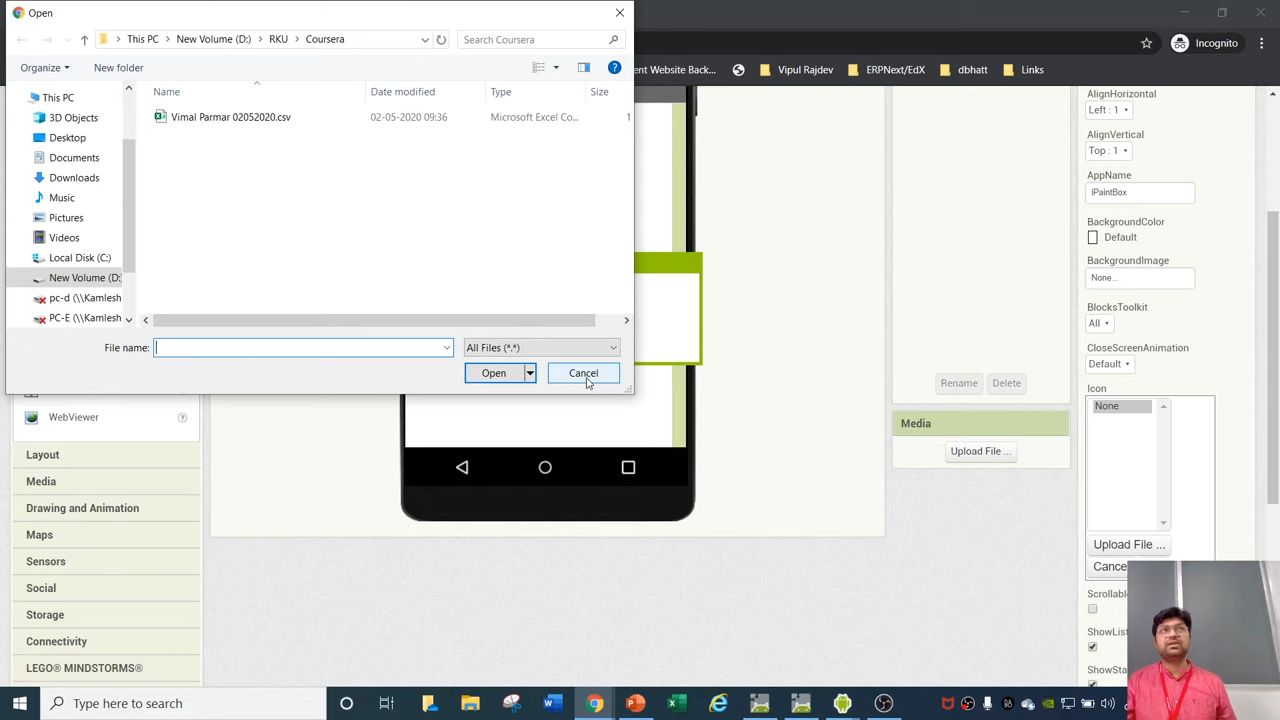 Open
This PC
New Volume (D:)
RKU
Coursera
Search Coursera
Incognito
Organize
New folder
ent Website Back...
Vipul Rajdev
ERPNext/EdX
dbhatt
Links
Name
Date modified
Type
Size
This PC
3D Objects
Desktop
Documents
Downloads
Music
Pictures
Videos
Local Disk (C:)
New Volume (D:
pc-d (\\Kamlesh
PC-E (\\Kamlesh
Vimal Parmar 02052020.csv
02-05-2020 09:36
Microsoft Excel Co...
1
File name:
All Files (*.*)
Open
Cancel
WebViewer
Layout
Media
Drawing and Animation
Maps
Sensors
Social
Storage
Connectivity
LEGO® MINDSTORMS®
Rename
Delete
Media
Upload File ...
AlignHorizontal
Left : 1
AlignVertical
Top : 1
AppName
iPaintBox
BackgroundColor
Default
BackgroundImage
None...
BlocksToolkit
All
CloseScreenAnimation
Default
Icon
None
Upload File ...
Cance
Scrollabl
ShowList
ShowSta
Type here to search